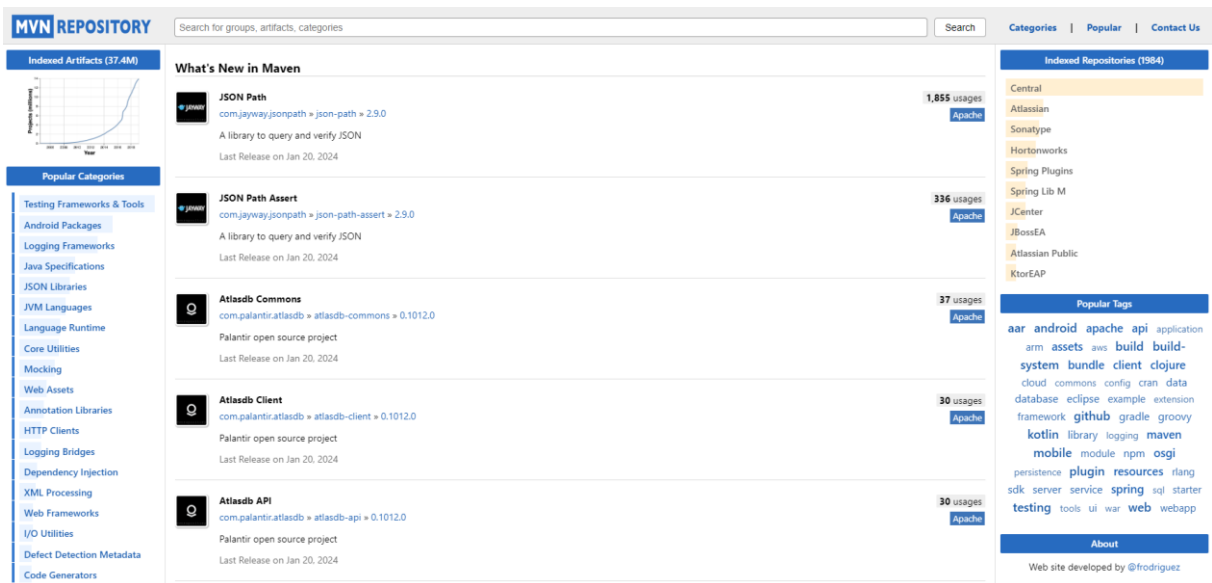 MVN REPOSITORY
Search for groups, artifacts, categories
Search
Categories | Popular | Contact Us
Indexed Artifacts (37.4M)
Projects (millions)
Year
Popular Categories
Testing Frameworks & Tools
Android Packages
Logging Frameworks
Java Specifications
JSON Libraries
JVM Languages
Language Runtime
Core Utilities
Mocking
Web Assets
Annotation Libraries
HTTP Clients
Logging Bridges
Dependency Injection
XML Processing
Web Frameworks
I/O Utilities
Defect Detection Metadata
Code Generators
What's New in Maven
JSON Path
1,855 usages
com.jayway.jsonpath » json-path » 2.9.0
Apache
A library to query and verify JSON
Last Release on Jan 20, 2024
JSON Path Assert
336 usages
com.jayway.jsonpath » json-path-assert » 2.9.0
Apache
A library to query and verify JSON
Last Release on Jan 20, 2024
Atlasdb Commons
37 usages
com.palantir.atlasdb » atlasdb-commons » 0.1012.0
Apache
Palantir open source project
Last Release on Jan 20, 2024
Atlasdb Client
30 usages
com.palantir.atlasdb » atlasdb-client » 0.1012.0
Apache
Palantir open source project
Last Release on Jan 20, 2024
Atlasdb API
30 usages
com.palantir.atlasdb » atlasdb-api » 0.1012.0
Apache
Palantir open source project
Last Release on Jan 20, 2024
Indexed Repositories (1984)
Central
Atlassian
Sonatype
Hortonworks
Spring Plugins
Spring Lib M
JCenter
JBossEA
Atlassian Public
KtorEAP
Popular Tags
aar android apache api application
arm assets aws build build-
system bundle client clojure
cloud commons config cran data
database eclipse example extension
framework github gradle groovy
kotlin library logging maven
mobile module npm osgi
persistence plugin resources rlang
sdk server service spring sql starter
testing tools ui war web webapp
About
Web site developed by @frodriguez